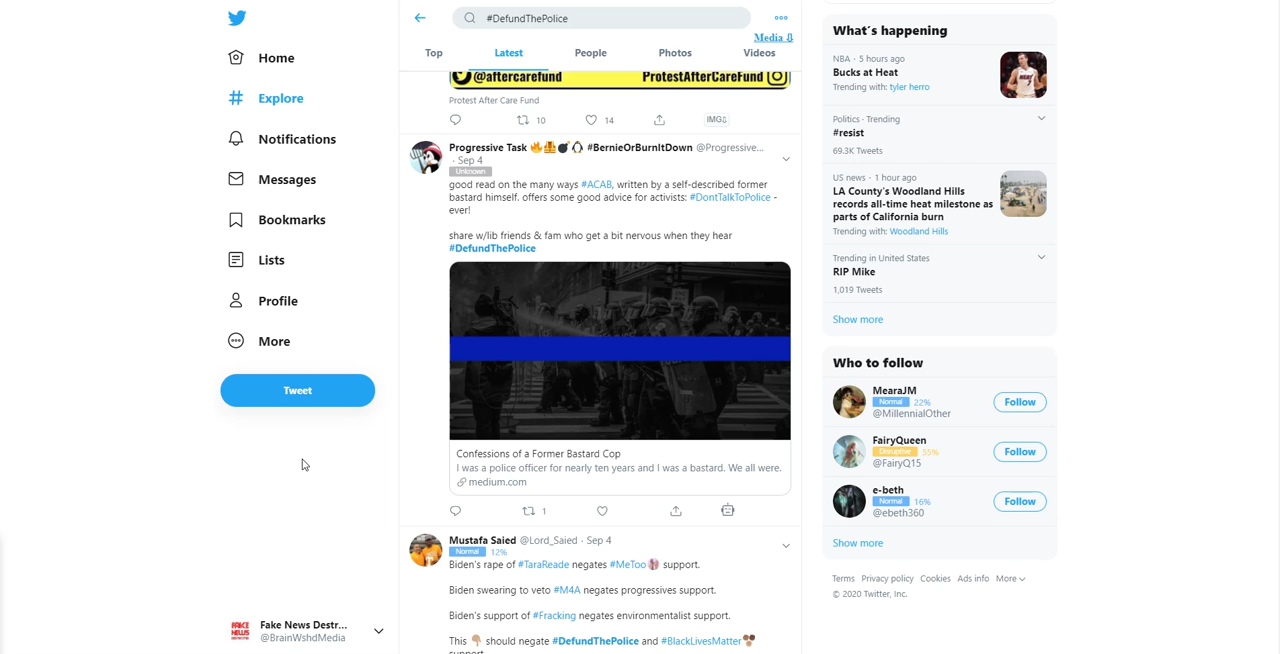 Home
Explore
Notifications
Messages
Bookmarks
Lists
Profile
More
Tweet
FAKE NEWS
Fake News Destr...
@BrainWshdMedia
#DefundThePolice
Media ⇩
Top Latest People Photos Videos
@aftercarefund ProtestAfterCareFund
Protest After Care Fund
10 14 IMG⇩
Progressive Task 🔥🦺💣🐧 #BernieOrBurnItDown @Progressive...
· Sep 4
Unknown
good read on the many ways #ACAB, written by a self-described former
bastard himself. offers some good advice for activists: #DontTalkToPolice -
ever!
share w/lib friends & fam who get a bit nervous when they hear
#DefundThePolice
Confessions of a Former Bastard Cop
I was a police officer for nearly ten years and I was a bastard. We all were.
medium.com
1
Mustafa Saied @Lord_Saied · Sep 4
Normal 12%
Biden's rape of #TaraReade negates #MeToo support.
Biden swearing to veto #M4A negates progressives support.
Biden's support of #Fracking negates environmentalist support.
This 👇🏽 should negate #DefundThePolice and #BlackLivesMatter
support
What's happening
NBA · 5 hours ago
Bucks at Heat
Trending with: tyler herro
Politics · Trending
#resist
69.3K Tweets
US news · 1 hour ago
LA County's Woodland Hills
records all-time heat milestone as
parts of California burn
Trending with: Woodland Hills
Trending in United States
RIP Mike
1,019 Tweets
Show more
Who to follow
MearaJM
Normal 22%
@MillennialOther
Follow
FairyQueen
Disruptter 55%
@FairyQ15
Follow
e-beth
Normal 16%
@ebeth360
Follow
Show more
Terms Privacy policy Cookies Ads info More
© 2020 Twitter, Inc.